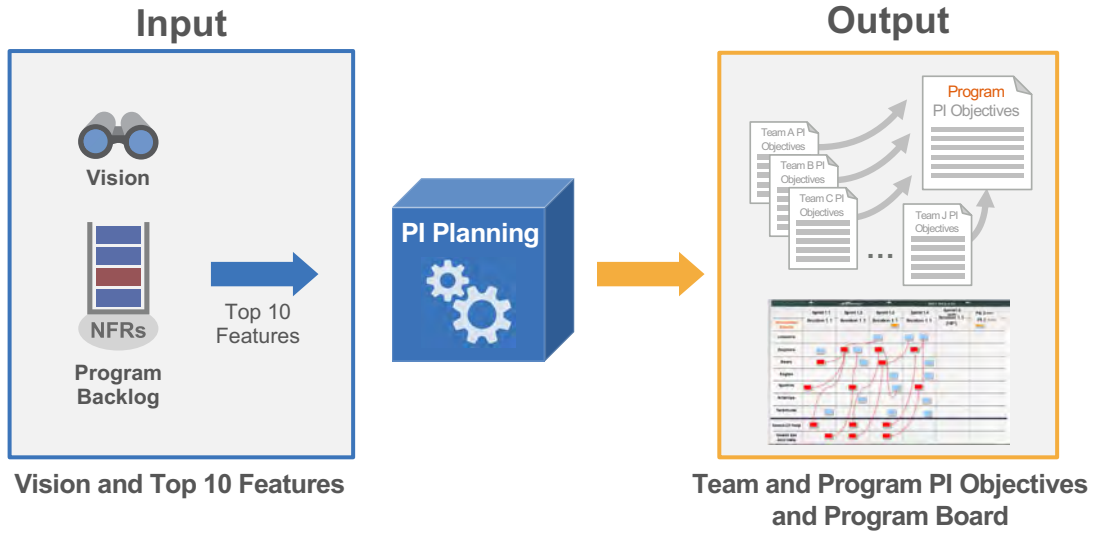 Input
Output
Vision
NFRs
Program
Backlog
Top 10
Features
PI Planning
Program
PI Objectives
Team A PI
Objectives
Team B PI
Objectives
Team C PI
Objectives
Team J PI
Objectives
...
Vision and Top 10 Features
Team and Program PI Objectives
and Program Board